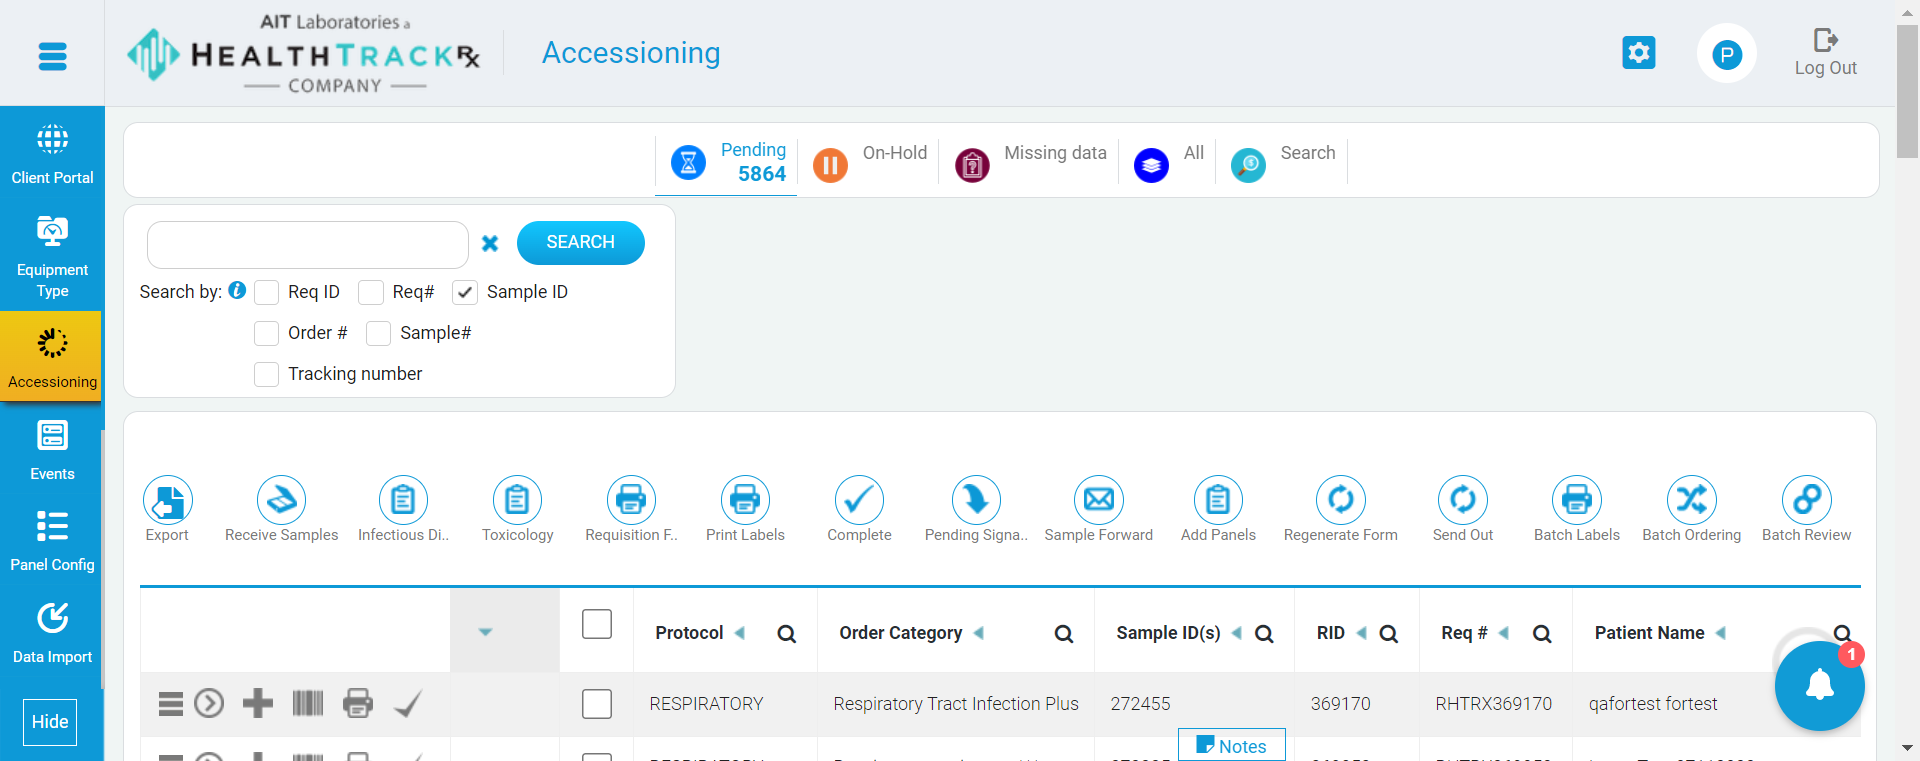 AIT Laboratories a
HEALTHTRACKRx
COMPANY
Accessioning
P
Log Out
Client Portal
Equipment
Type
Accessioning
Events
Panel Config
Data Import
Hide
Pending
5864
On-Hold
Missing data
All
Search
SEARCH
Search by:
Req ID
Req#
Sample ID
Order #
Sample#
Tracking number
Export
Receive Samples
Infectious Di..
Toxicology
Requisition F..
Print Labels
Complete
Pending Signa..
Sample Forward
Add Panels
Regenerate Form
Send Out
Batch Labels
Batch Ordering
Batch Review
Protocol
Order Category
Sample ID(s)
RID
Req #
Patient Name
1
RESPIRATORY
Respiratory Tract Infection Plus
272455
369170
RHTRX369170
qafortest fortest
Notes